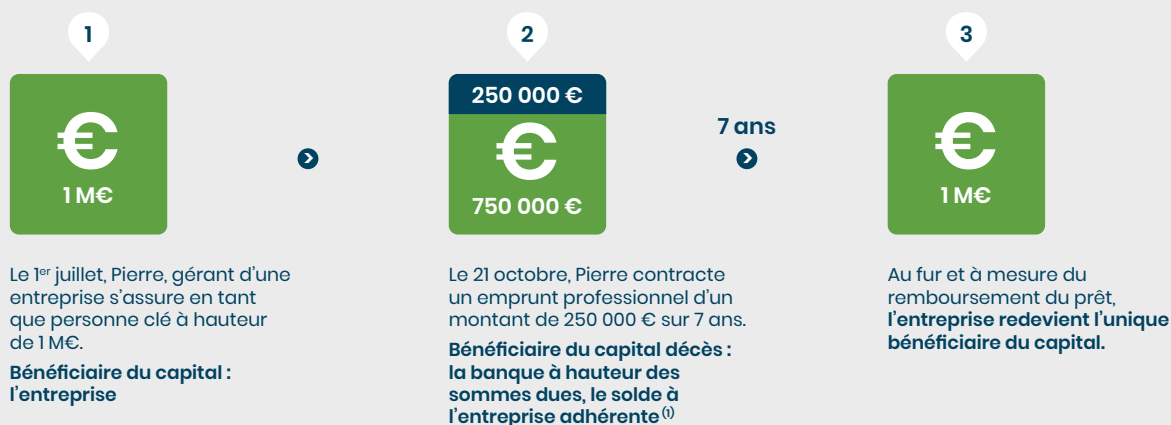 1
€
1 M€
Le 1er juillet, Pierre, gérant d’une
entreprise s’assure en tant
que personne clé à hauteur
de 1 M€.
Bénéficiaire du capital :
l’entreprise
2
250 000 €
€
750 000 €
Le 21 octobre, Pierre contracte
un emprunt professionnel d’un
montant de 250 000 € sur 7 ans.
Bénéficiaire du capital décès :
la banque à hauteur des
sommes dues, le solde à
l’entreprise adhérente (1)
7 ans
3
€
1 M€
Au fur et à mesure du
remboursement du prêt,
l’entreprise redevient l’unique
bénéficiaire du capital.